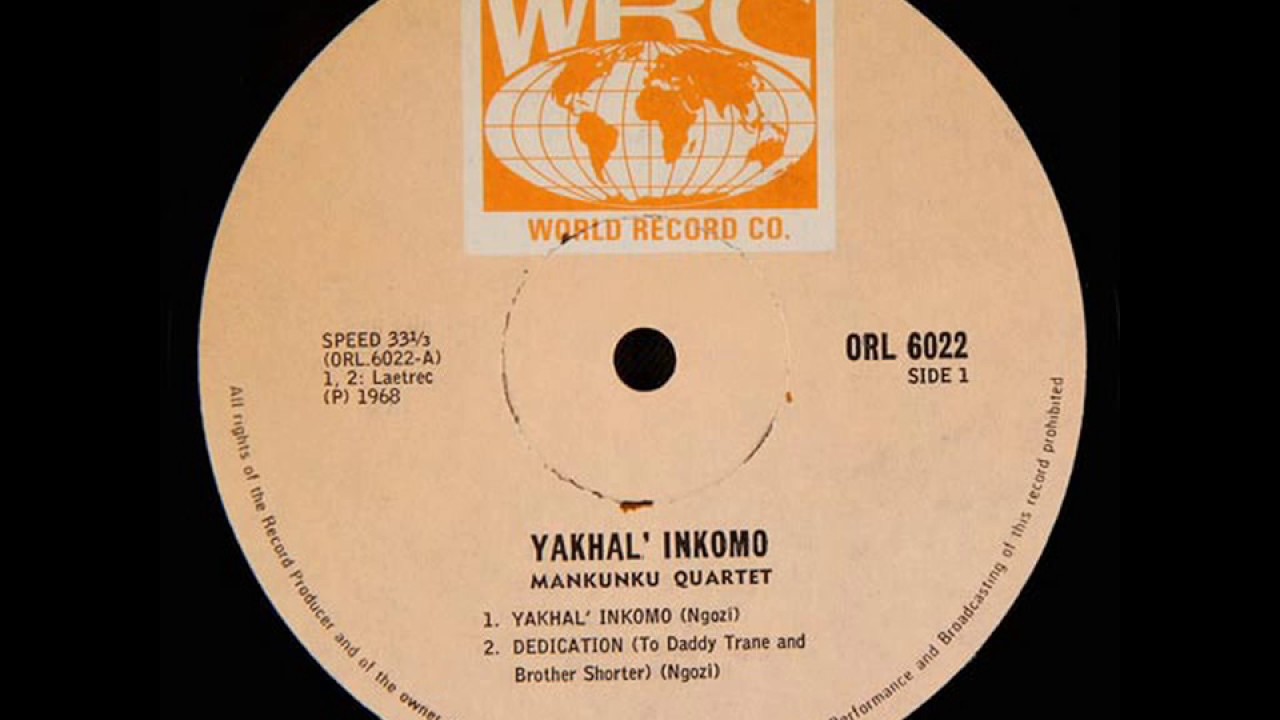 WRC
WORLD RECORD CO.
SPEED 33⅓
(ORL.6022-A)
1, 2: Laetrec
(P) 1968
ORL 6022
SIDE 1
YAKHAL' INKOMO
MANKUNKU QUARTET
1. YAKHAL' INKOMO (Ngozi)
2. DEDICATION (To Daddy Trane and
Brother Shorter) (Ngozi)
All rights of the Record Producer and of the owner
Performance and Broadcasting of this record prohibited